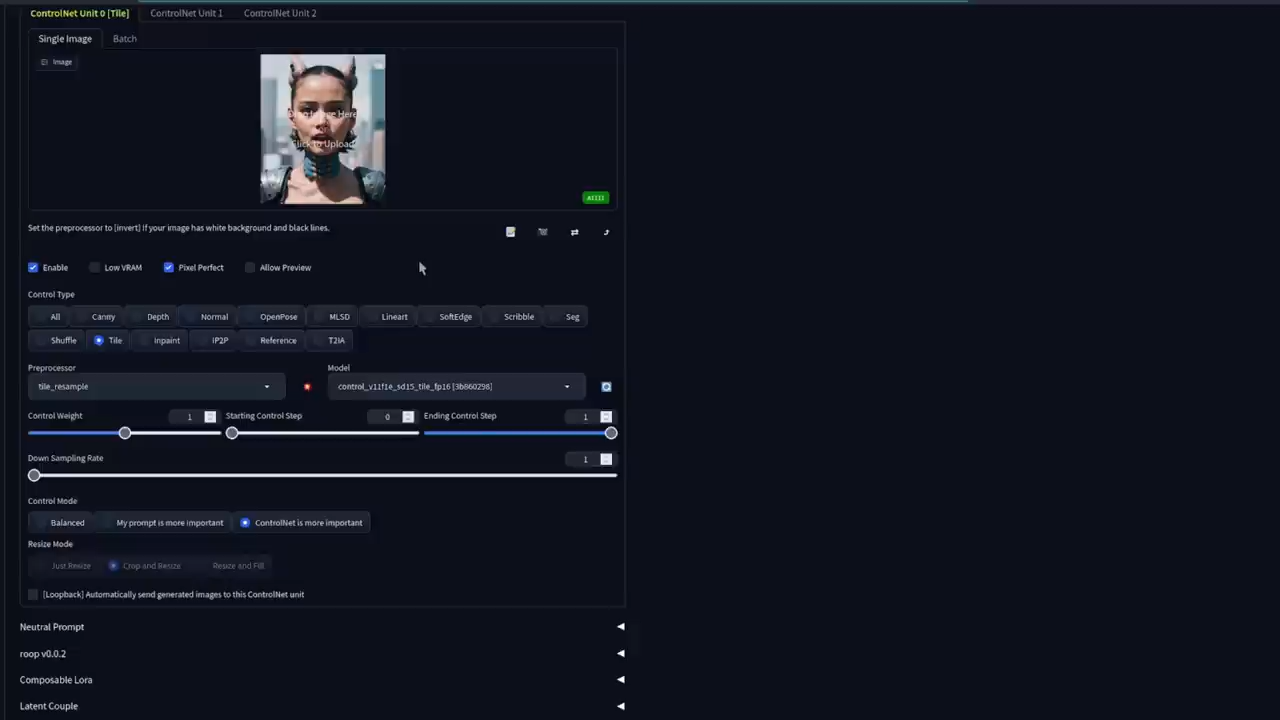 ControlNet Unit 0 [Tile] ControlNet Unit 1 ControlNet Unit 2
Single Image Batch
Image
Drop Image Here
Click to Upload
A1111
Set the preprocessor to [invert] If your image has white background and black lines.
Enable Low VRAM Pixel Perfect Allow Preview
Control Type
All Canny Depth Normal OpenPose MLSD Lineart SoftEdge Scribble Seg
Shuffle Tile Inpaint IP2P Reference T2IA
Preprocessor Model
tile_resample control_v11f1e_sd15_tile_fp16 [3b860298]
Control Weight 1 Starting Control Step 0 Ending Control Step 1
Down Sampling Rate 1
Control Mode
Balanced My prompt is more important ControlNet is more important
Resize Mode
Just Resize Crop and Resize Resize and Fill
[Loopback] Automatically send generated images to this ControlNet unit
Neutral Prompt
roop v0.0.2
Composable Lora
Latent Couple